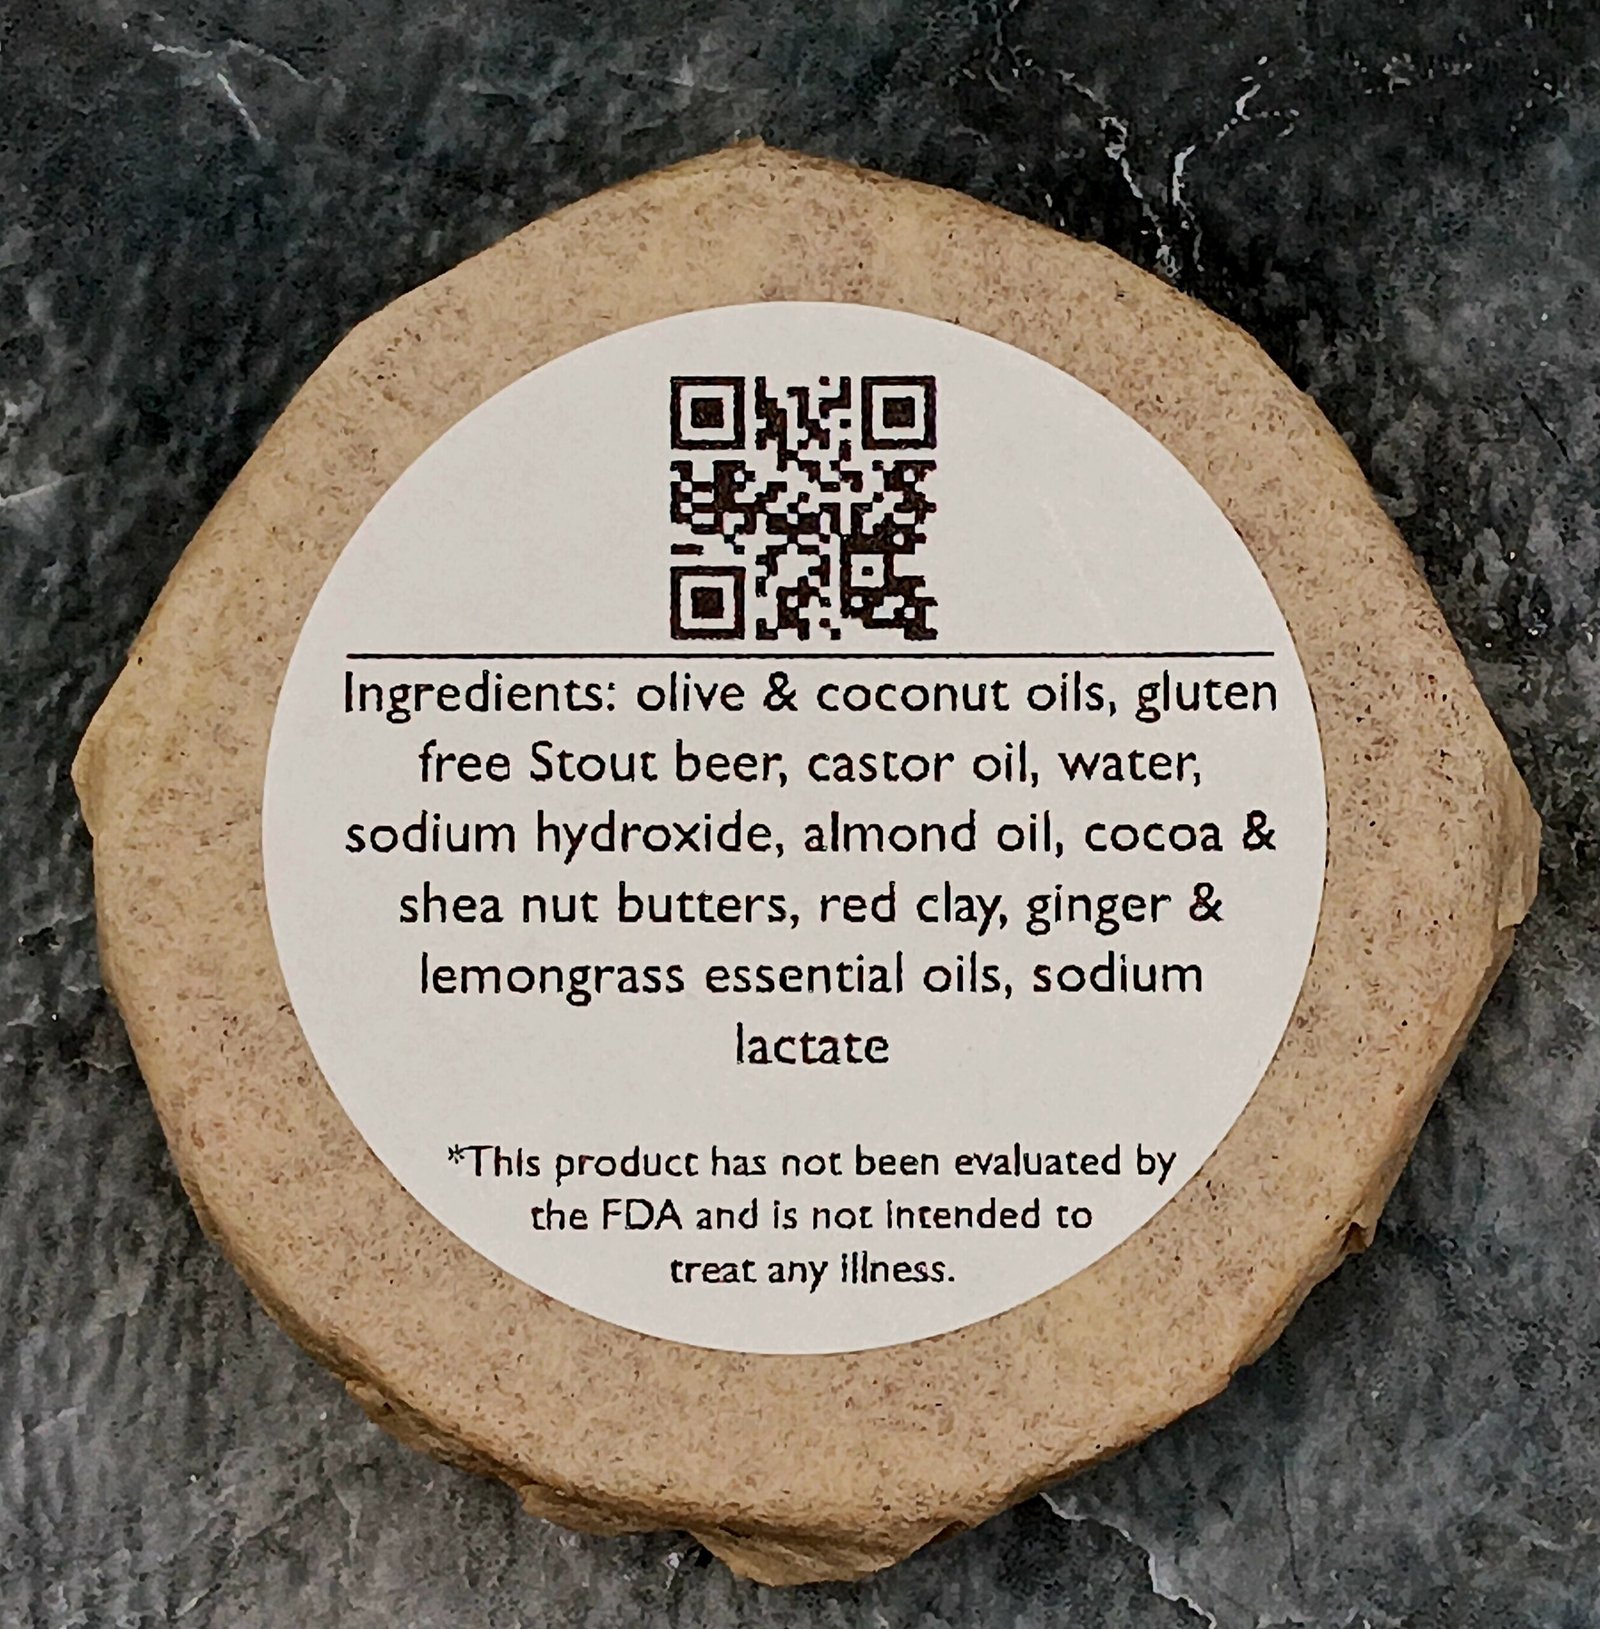 Ingredients: olive & coconut oils, gluten
free Stout beer, castor oil, water,
sodium hydroxide, almond oil, cocoa &
shea nut butters, red clay, ginger &
lemongrass essential oils, sodium
lactate
*This product has not been evaluated by
the FDA and is not intended to
treat any illness.